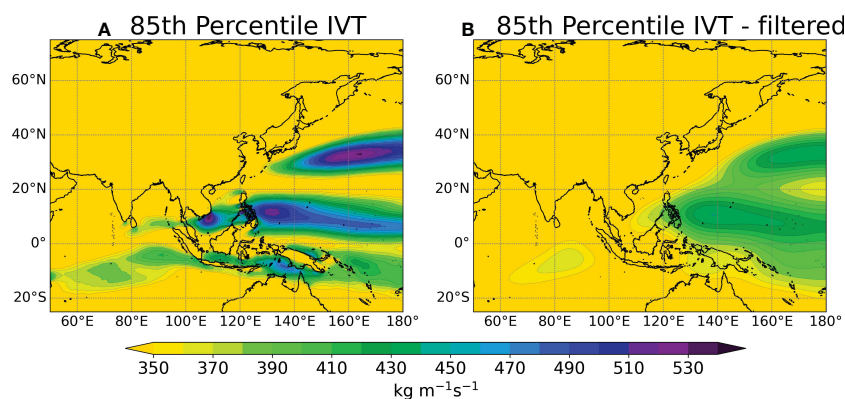 A 85th Percentile IVT
B 85th Percentile IVT - filtered
60°N
40°N
20°N
0°
20°S
60°E 80°E 100°E 120°E 140°E 160°E 180°
60°N
40°N
20°N
0°
20°S
60°E 80°E 100°E 120°E 140°E 160°E 180°
350 370 390 410 430 450 470 490 510 530
kg m⁻¹s⁻¹